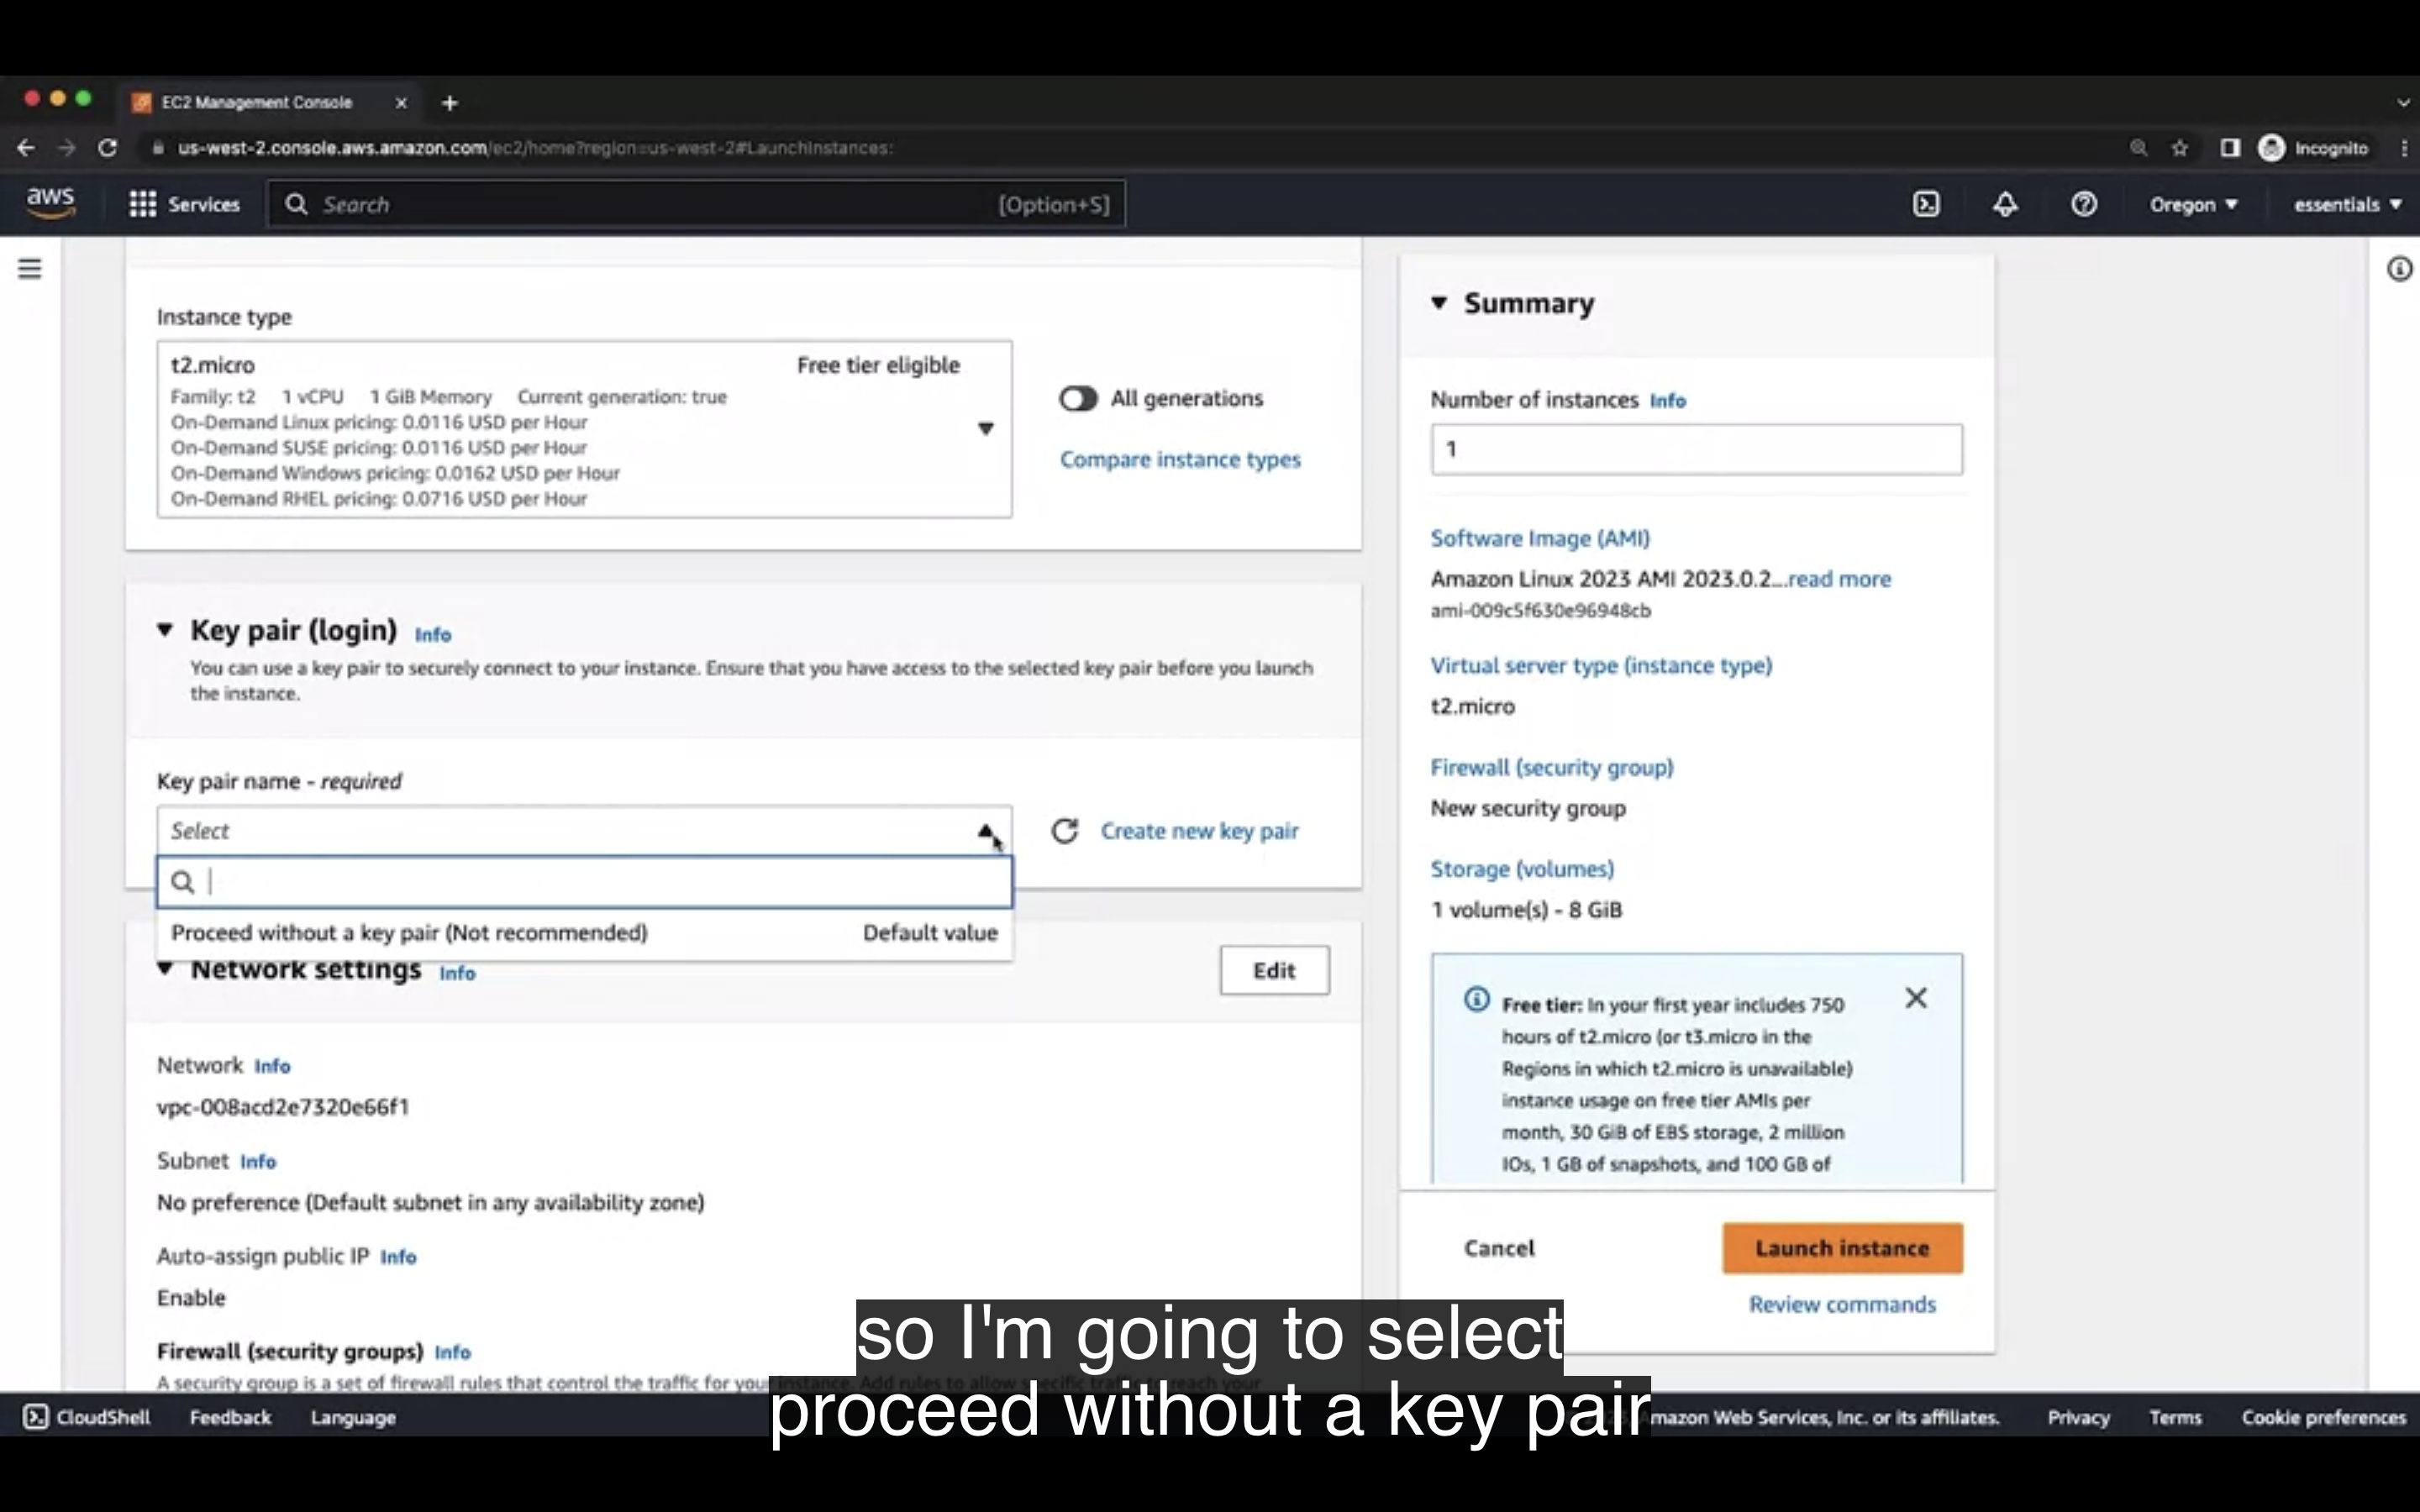 EC2 Management Console
us-west-2.console.aws.amazon.com/ec2/home?region=us-west-2#LaunchInstances:
Incognito
aws
Services
Search
[Option+S]
Oregon
essentials
Instance type
t2.micro
Free tier eligible
Family: t2 1 vCPU 1 GiB Memory Current generation: true
On-Demand Linux pricing: 0.0116 USD per Hour
On-Demand SUSE pricing: 0.0116 USD per Hour
On-Demand Windows pricing: 0.0162 USD per Hour
On-Demand RHEL pricing: 0.0716 USD per Hour
All generations
Compare instance types
Key pair (login) Info
You can use a key pair to securely connect to your instance. Ensure that you have access to the selected key pair before you launch
the instance.
Key pair name - required
Select
Create new key pair
Proceed without a key pair (Not recommended)
Default value
Network settings Info
Edit
Network Info
vpc-008acd2e7320e66f1
Subnet Info
No preference (Default subnet in any availability zone)
Auto-assign public IP Info
Enable
Firewall (security groups) Info
A security group is a set of firewall rules that control the traffic for your instance. Add rules to allow specific traffic to reach your
Summary
Number of instances Info
1
Software Image (AMI)
Amazon Linux 2023 AMI 2023.0.2...read more
ami-009c5f630e96948cb
Virtual server type (instance type)
t2.micro
Firewall (security group)
New security group
Storage (volumes)
1 volume(s) - 8 GiB
Free tier: In your first year includes 750
hours of t2.micro (or t3.micro in the
Regions in which t2.micro is unavailable)
instance usage on free tier AMIs per
month, 30 GiB of EBS storage, 2 million
IOs, 1 GB of snapshots, and 100 GB of
Cancel
Launch instance
Review commands
so I'm going to select
proceed without a key pair
CloudShell
Feedback
Language
mazon Web Services, Inc. or its affiliates.
Privacy
Terms
Cookie preferences